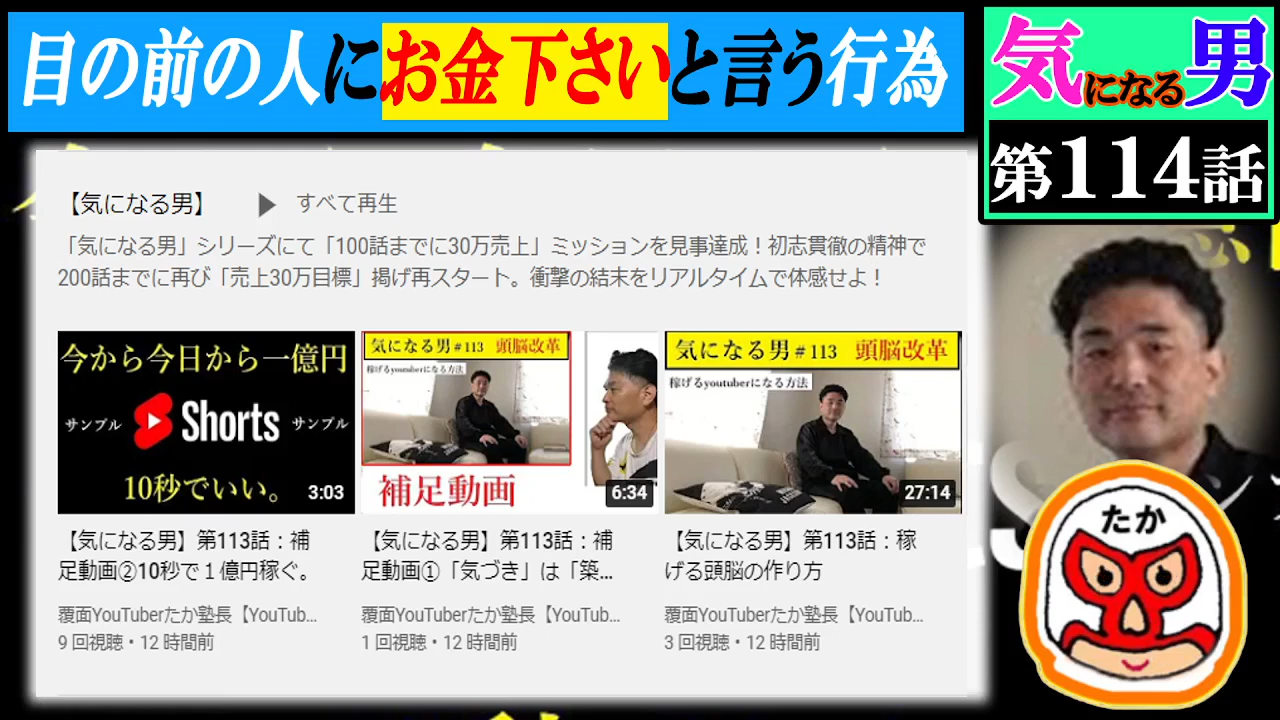 目の前の人にお金下さいと言う行為
気になる男
第114話
【気になる男】 すべて再生
「気になる男」シリーズにて「100話までに30万売上」ミッションを見事達成！初志貫徹の精神で
200話までに再び「売上30万目標」掲げ再スタート。衝撃の結末をリアルタイムで体感せよ！
今から今日から一億円
サンプル Shorts サンプル
10秒でいい。 3:03
気になる男＃113 頭脳改革
稼げるyoutuberになる方法
補足動画 6:34
気になる男＃113 頭脳改革
稼げるyoutuberになる方法
27:14
【気になる男】第113話：補
足動画②10秒で１億円稼ぐ。
覆面YouTuberたか塾長【YouTub...
9 回視聴・12 時間前
【気になる男】第113話：補
足動画①「気づき」は「築...
覆面YouTuberたか塾長【YouTub...
1 回視聴・12 時間前
【気になる男】第113話：稼
げる頭脳の作り方
覆面YouTuberたか塾長【YouTub...
3 回視聴・12 時間前
たか